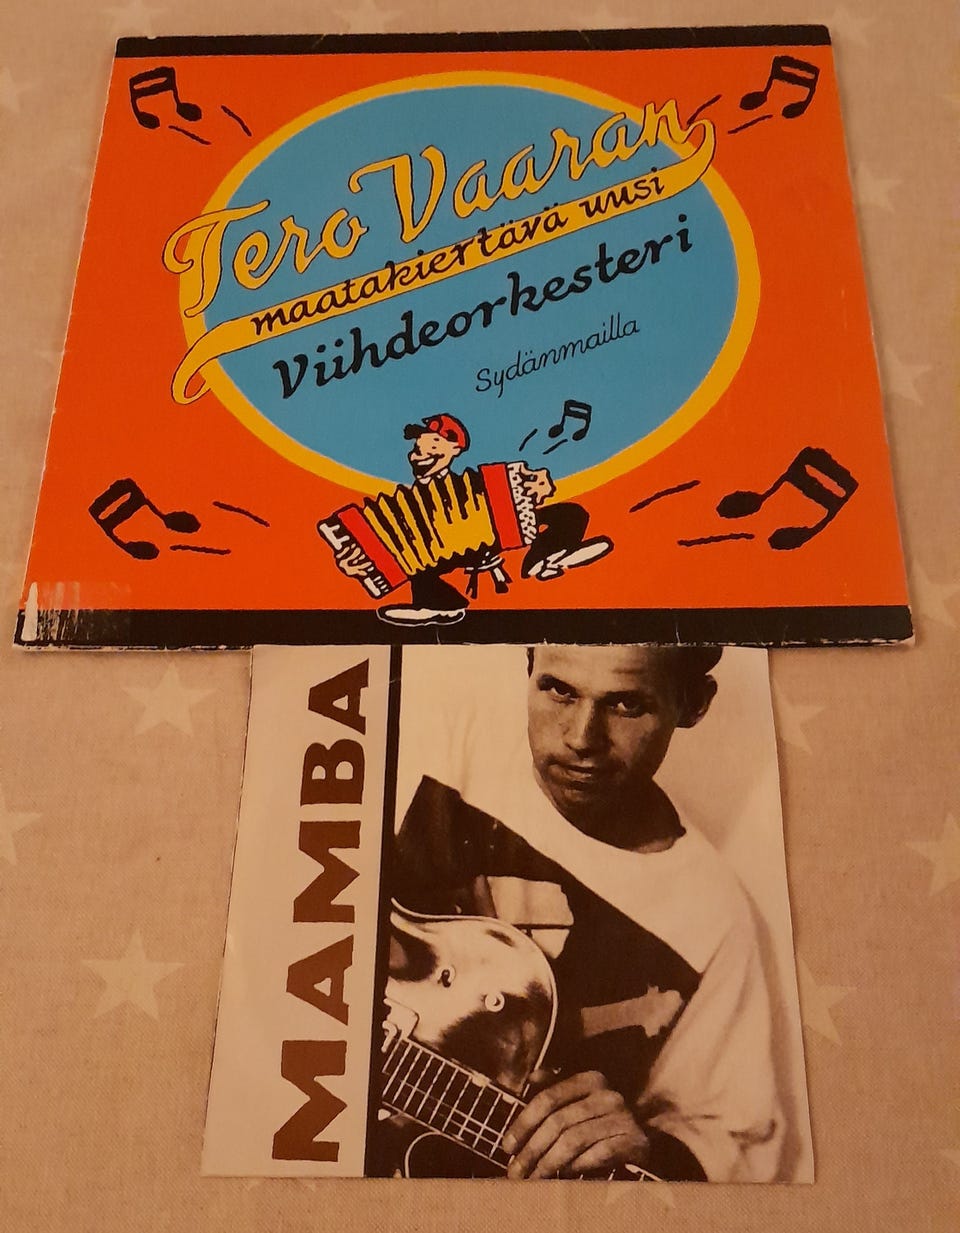 Tero Vaaran
maatakiertävä uusi
Viihdeorkesteri
Sydänmailla
MAMBA